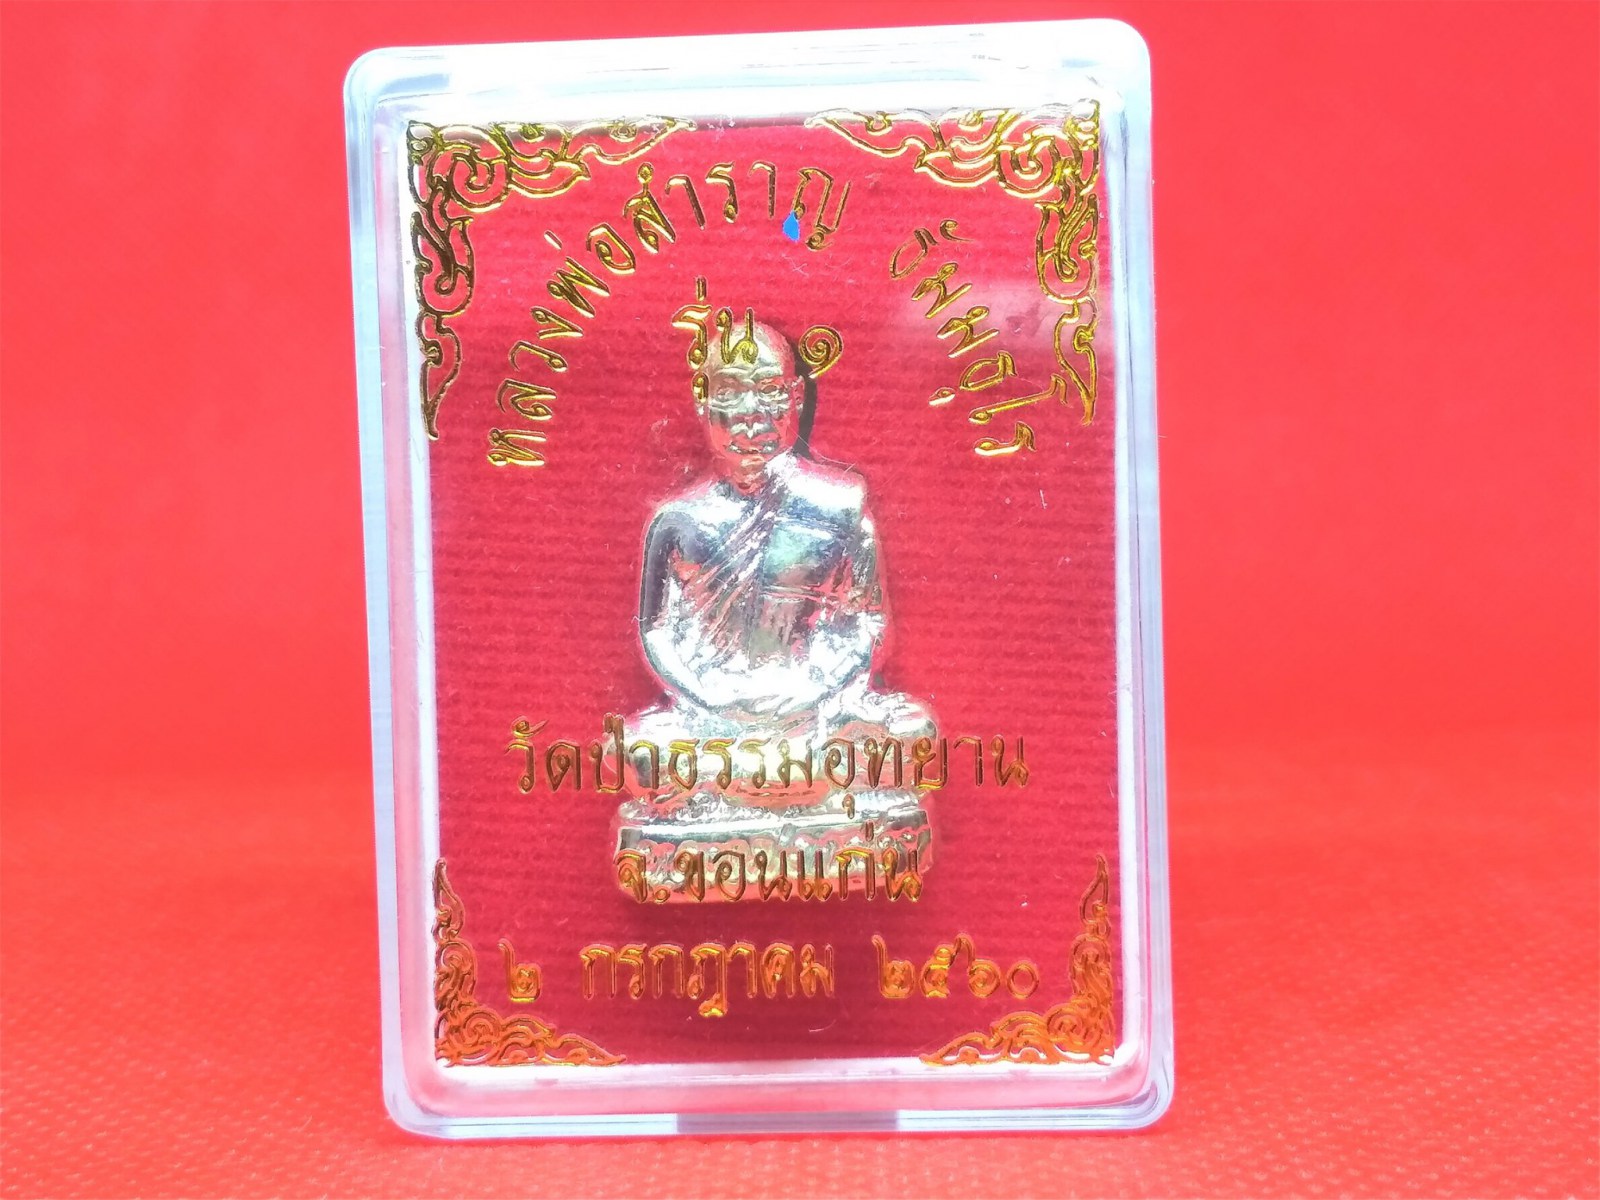 หลวงพ่อสำราญ
รุ่น ๑
วัดป่าธรรมอุทยาน
จ.ขอนแก่น
๒ กรกฎาคม ๒๕๖๐